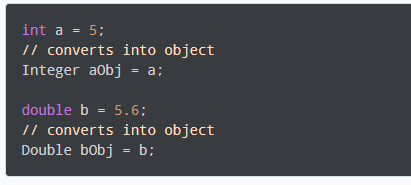 int a = 5;
// converts into object
Integer aObj = a;
double b = 5.6;
// converts into object
Double bObj = b;